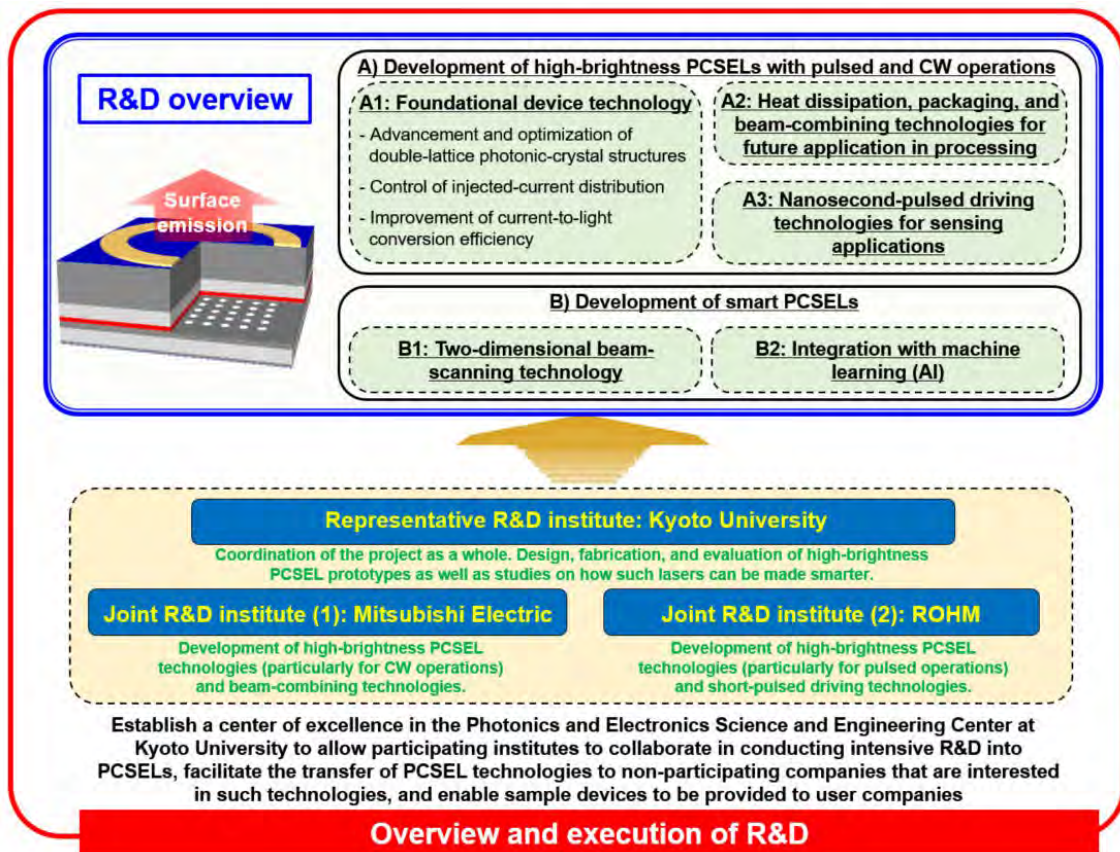 R&D overview
Surface
emission
A) Development of high-brightness PCSELs with pulsed and CW operations
A1: Foundational device technology
- Advancement and optimization of
double-lattice photonic-crystal structures
- Control of injected-current distribution
- Improvement of current-to-light
conversion efficiency
A2: Heat dissipation, packaging, and
beam-combining technologies for
future application in processing
A3: Nanosecond-pulsed driving
technologies for sensing
applications
B) Development of smart PCSELs
B1: Two-dimensional beam-
scanning technology
B2: Integration with machine
learning (AI)
Representative R&D institute: Kyoto University
Coordination of the project as a whole. Design, fabrication, and evaluation of high-brightness
PCSEL prototypes as well as studies on how such lasers can be made smarter.
Joint R&D institute (1): Mitsubishi Electric
Development of high-brightness PCSEL
technologies (particularly for CW operations)
and beam-combining technologies.
Joint R&D institute (2): ROHM
Development of high-brightness PCSEL
technologies (particularly for pulsed operations)
and short-pulsed driving technologies.
Establish a center of excellence in the Photonics and Electronics Science and Engineering Center at
Kyoto University to allow participating institutes to collaborate in conducting intensive R&D into
PCSELs, facilitate the transfer of PCSEL technologies to non-participating companies that are interested
in such technologies, and enable sample devices to be provided to user companies
Overview and execution of R&D